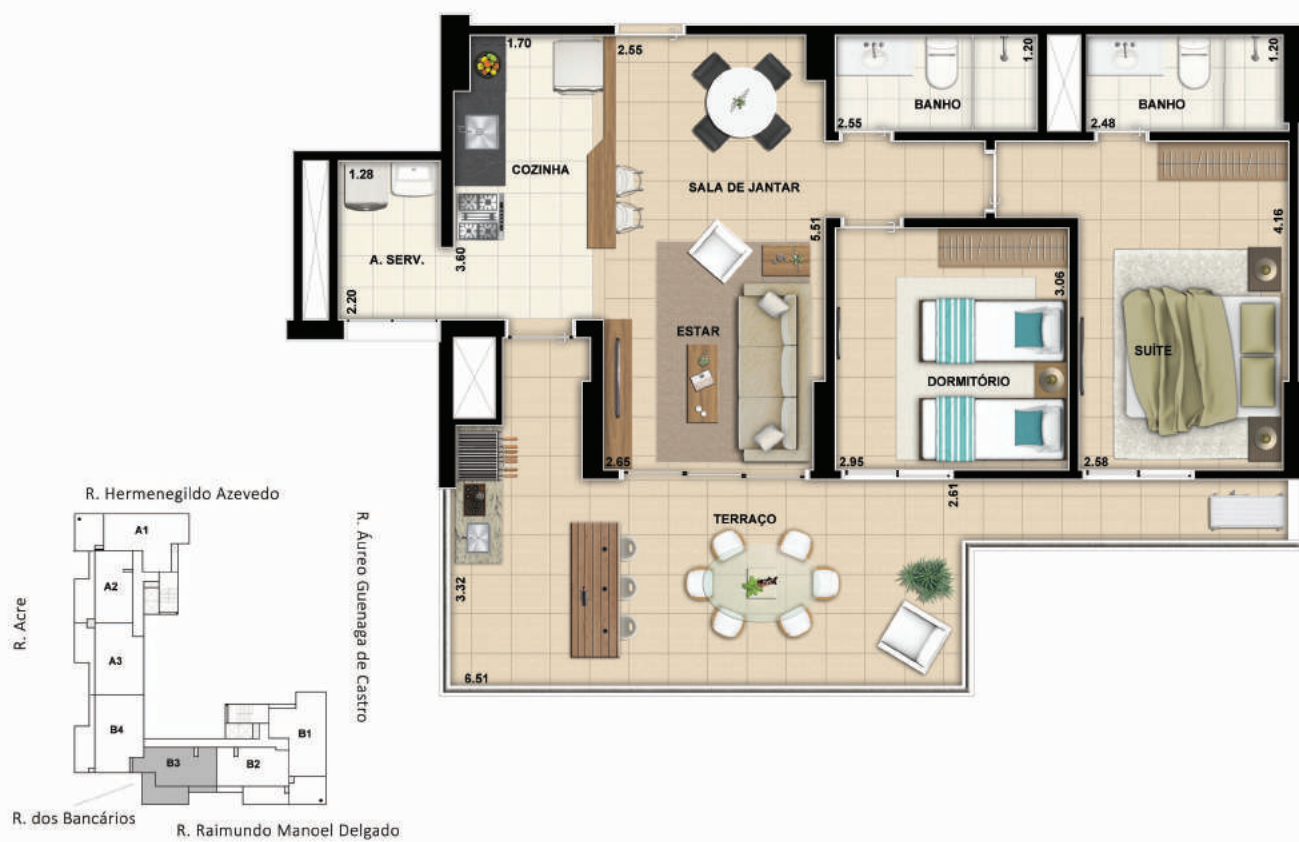 1.70
2.55
1.20
1.20
BANHO
BANHO
2.55
2.48
COZINHA
1.28
SALA DE JANTAR
5.51
4.16
A. SERV.
3.60
2.20
3.06
ESTAR
SUÍTE
DORMITÓRIO
2.65
2.95
2.58
2.61
TERRAÇO
3.32
6.51
R. Hermenegildo Azevedo
R. Áureo Guenaga de Castro
R. Acre
A1
A2
A3
B4
B1
B3
B2
R. dos Bancários
R. Raimundo Manoel Delgado